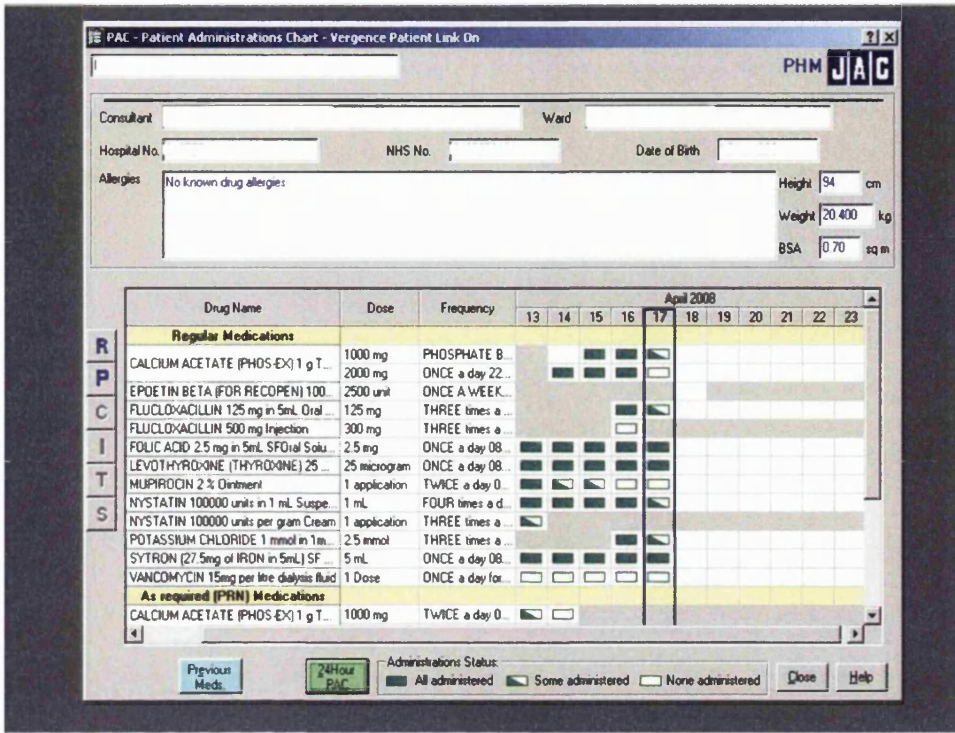 PAC - Patient Administrations Chart - Vergence Patient Link On
PHM JAC
Consultant Ward
Hospital No. NHS No. Date of Birth
Allergies No known drug allergies Height 94 cm
Weight 20.400 kg
BSA 0.70 sq m
April 2008
Drug Name Dose Frequency 13 14 15 16 17 18 19 20 21 22 23
Regular Medications
CALCIUM ACETATE (PHOS-EX) 1 g T... 1000 mg PHOSPHATE B...
2000 mg ONCE a day 22...
EPOETIN BETA (FOR RECOPEN) 100... 2500 unit ONCE A WEEK...
FLUCLOXACILLIN 125 mg in 5mL Oral ... 125 mg THREE times a ...
FLUCLOXACILLIN 500 mg Injection 300 mg THREE times a ...
FOLIC ACID 2.5 mg in 5mL SF Oral Solu... 2.5 mg ONCE a day 08...
LEVOTHYROXINE (THYROXINE) 25 ... 25 microgram ONCE a day 08...
MUPIROCIN 2 % Ointment 1 application TWICE a day 0...
NYSTATIN 100000 units in 1 mL Suspe... 1 mL FOUR times a d...
NYSTATIN 100000 units per gram Cream 1 application THREE times a ...
POTASSIUM CHLORIDE 1 mmol in 1m... 2.5 mmol THREE times a ...
SYTRON (27.5mg of IRON in 5mL) SF ... 5 mL ONCE a day 08...
VANCOMYCIN 15mg per litre dialysis fluid 1 Dose ONCE a day for...
As required (PRN) Medications
CALCIUM ACETATE (PHOS-EX) 1 g T... 1000 mg TWICE a day 0...
R
P
C
I
T
S
Previous Meds.
24Hour PAC
Administrations Status:
All administered Some administered None administered
Close Help